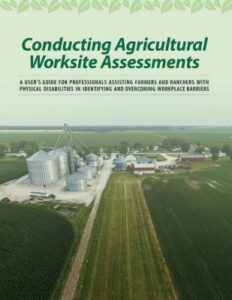 Conducting Agricultural
Worksite Assessments
A USER'S GUIDE FOR PROFESSIONALS ASSISTING FARMERS AND RANCHERS WITH
PHYSICAL DISABILITIES IN IDENTIFYING AND OVERCOMING WORKPLACE BARRIERS